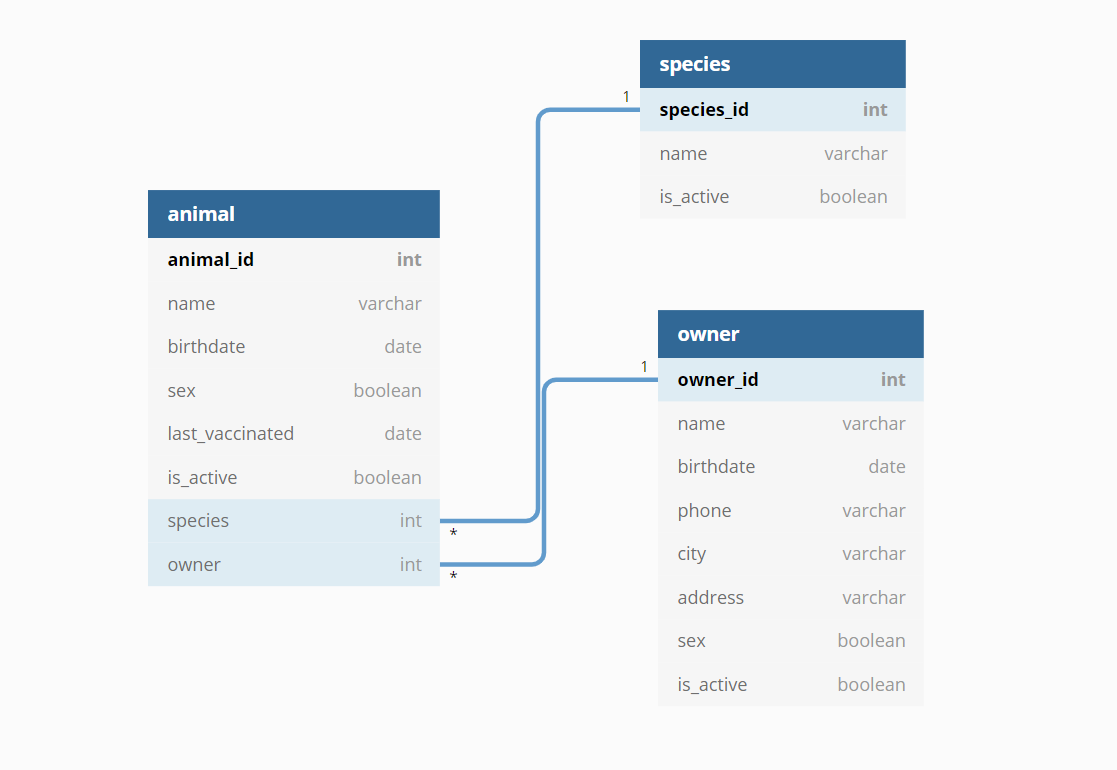 species
1
species_id int
name varchar
is_active boolean
animal
animal_id int
name varchar
birthdate date
sex boolean
last_vaccinated date
is_active boolean
species int
*
owner int
*
owner
1
owner_id int
name varchar
birthdate date
phone varchar
city varchar
address varchar
sex boolean
is_active boolean